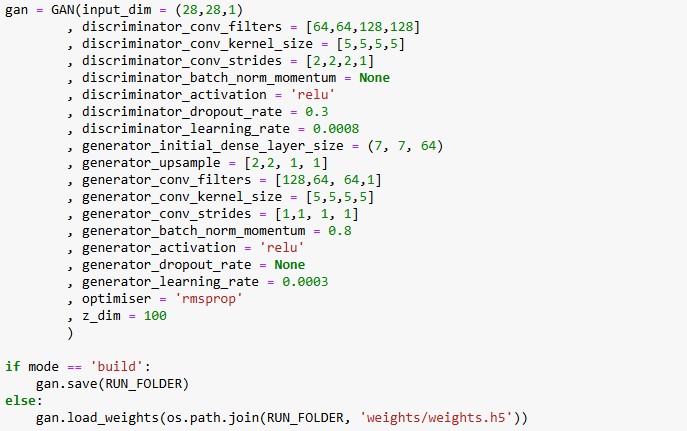 gan = GAN(input_dim = (28,28,1)
        , discriminator_conv_filters = [64,64,128,128]
        , discriminator_conv_kernel_size = [5,5,5,5]
        , discriminator_conv_strides = [2,2,2,1]
        , discriminator_batch_norm_momentum = None
        , discriminator_activation = 'relu'
        , discriminator_dropout_rate = 0.3
        , discriminator_learning_rate = 0.0008
        , generator_initial_dense_layer_size = (7, 7, 64)
        , generator_upsample = [2,2, 1, 1]
        , generator_conv_filters = [128,64, 64,1]
        , generator_conv_kernel_size = [5,5,5,5]
        , generator_conv_strides = [1,1, 1, 1]
        , generator_batch_norm_momentum = 0.8
        , generator_activation = 'relu'
        , generator_dropout_rate = None
        , generator_learning_rate = 0.0003
        , optimiser = 'rmsprop'
        , z_dim = 100
        )

if mode == 'build':
    gan.save(RUN_FOLDER)
else:
    gan.load_weights(os.path.join(RUN_FOLDER, 'weights/weights.h5'))